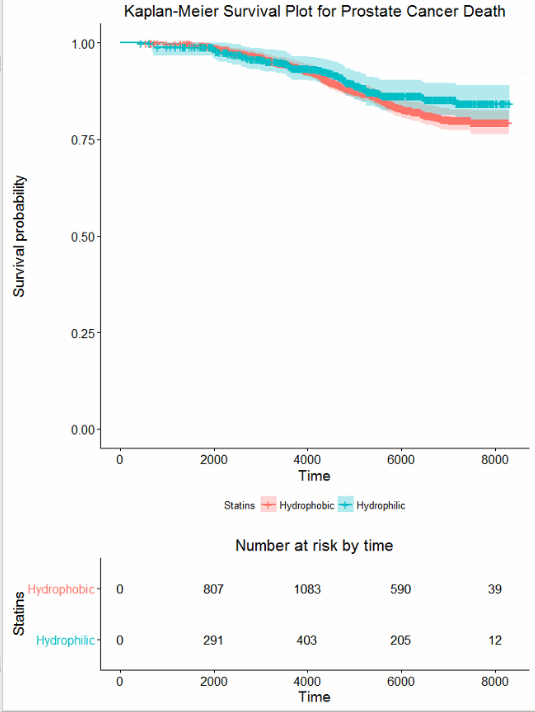 Kaplan-Meier Survival Plot for Prostate Cancer Death
Survival probability
1.00
0.75
0.50
0.25
0.00
0 2000 4000 6000 8000
Time
Statins Hydrophobic Hydrophilic
Number at risk by time
Statins
Hydrophobic 0 807 1083 590 39
Hydrophilic 0 291 403 205 12
0 2000 4000 6000 8000
Time